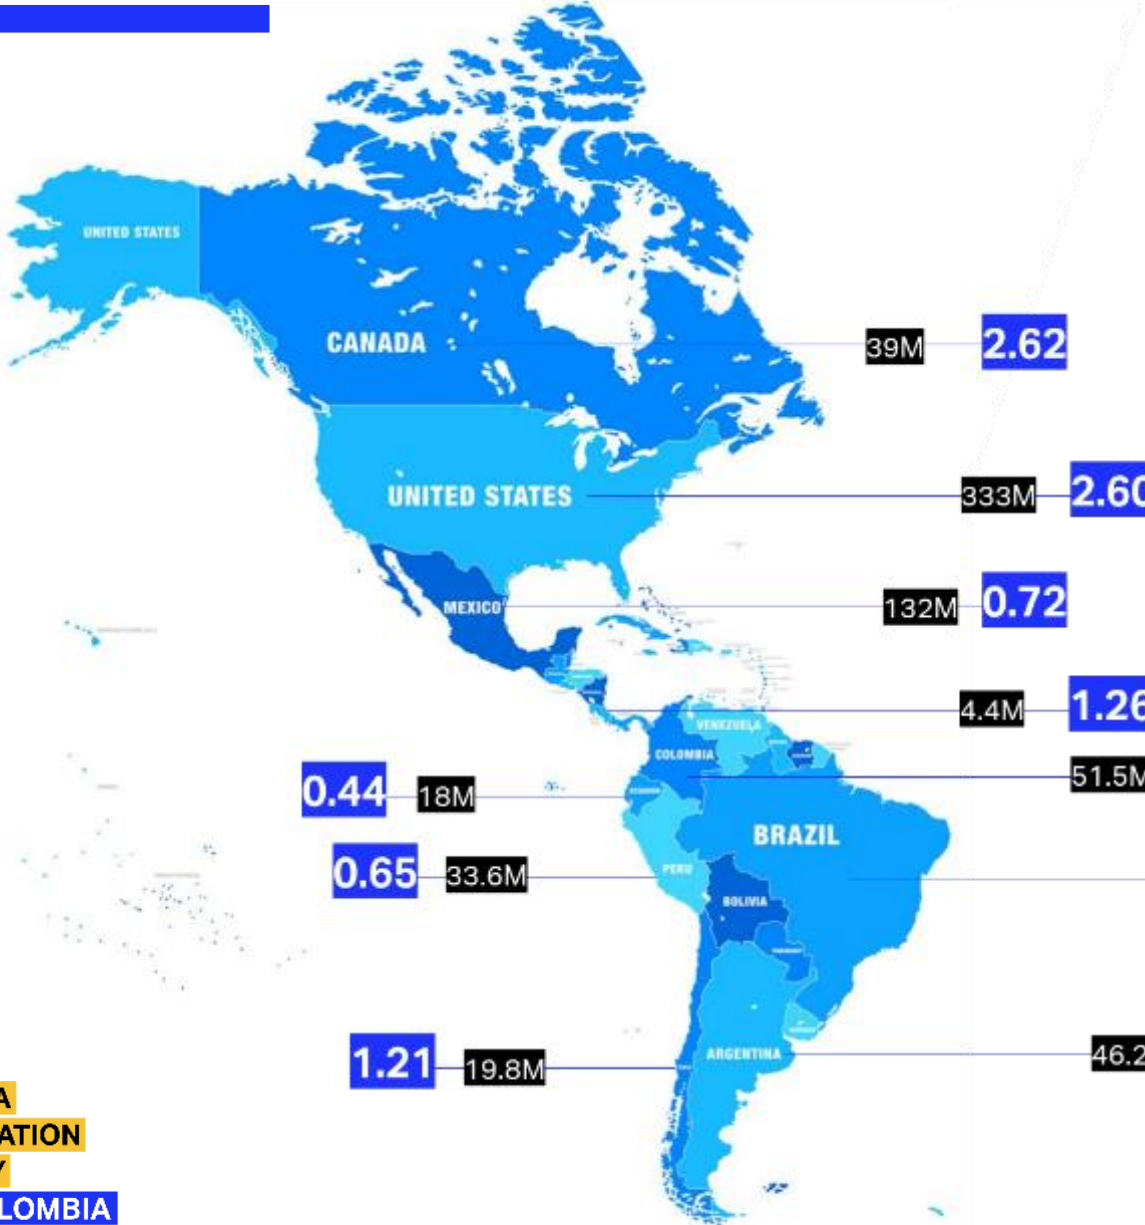 UNITED STATES
CANADA
39M 2.62
UNITED STATES
333M 2.60
MEXICO
132M 0.72
4.4M 1.26
VENEZUELA
COLOMBIA
51.5M
0.44 18M
ECUADOR
BRAZIL
0.65 33.6M
PERU
BOLIVIA
PARAGUAY
ARGENTINA
46.2
1.21 19.8M
A
ATION
Y
LOMBIA